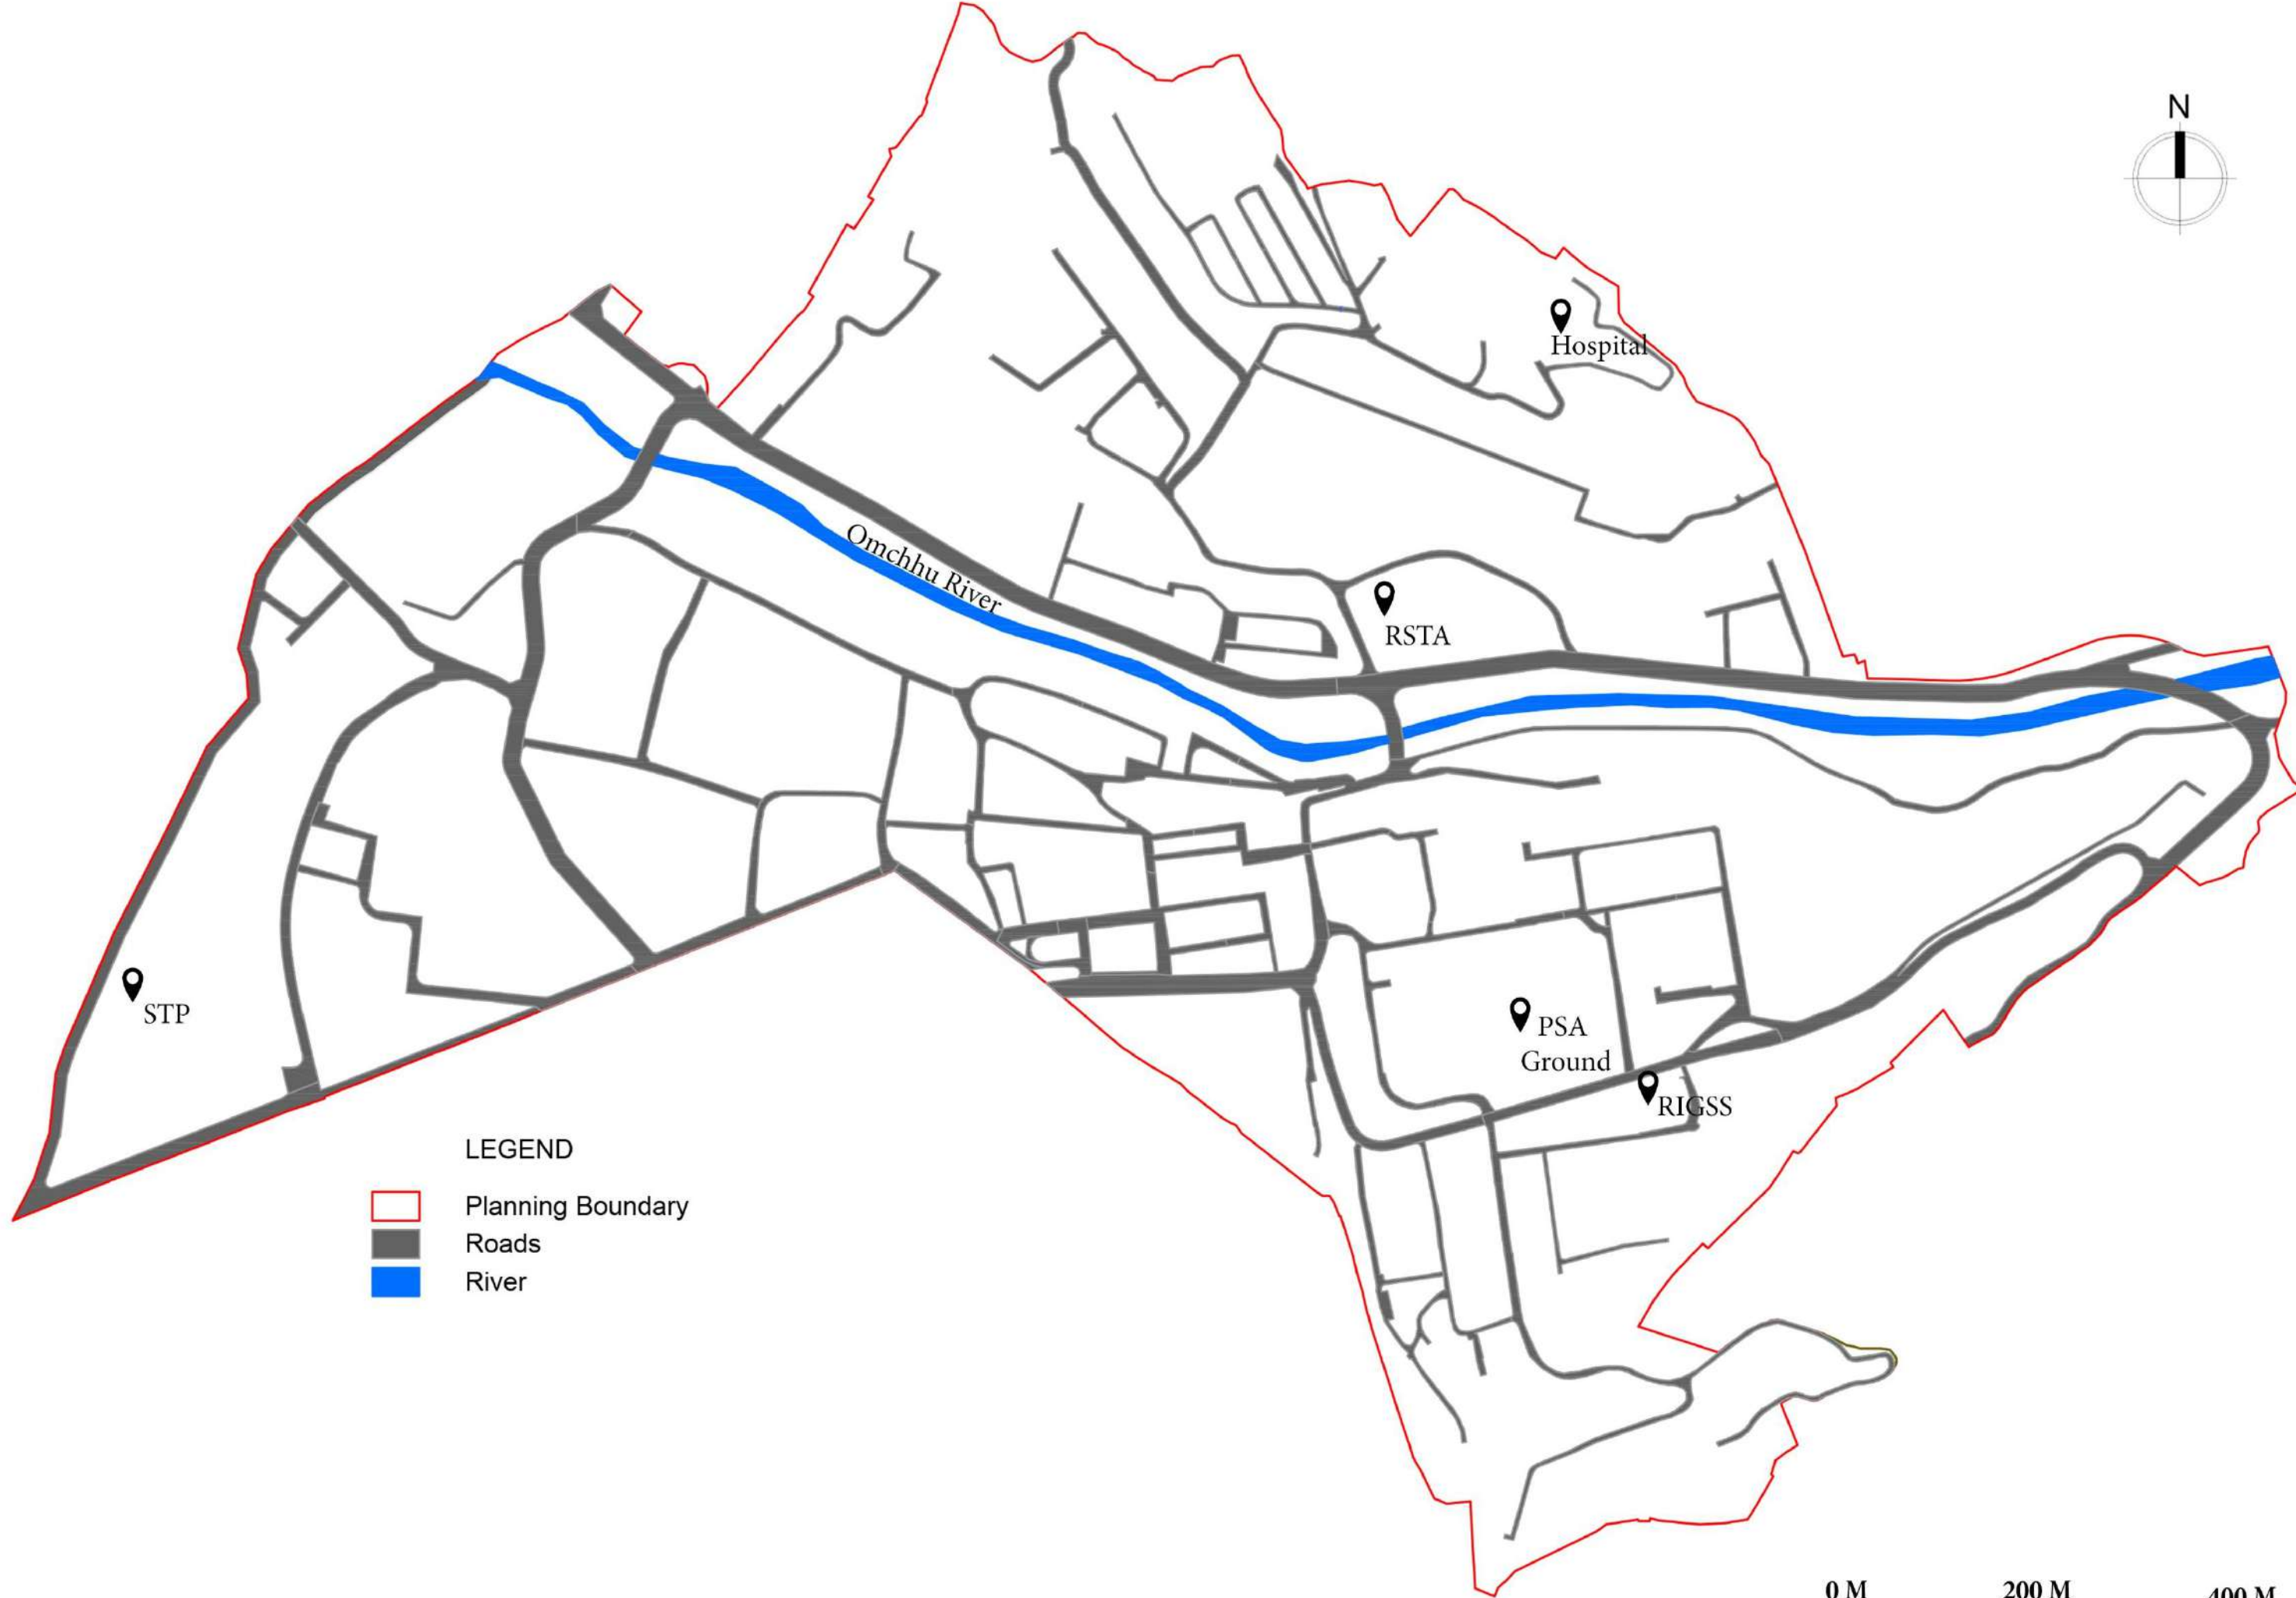 N
Hospital
Omchhu River
RSTA
STP
PSA
Ground
RIGSS
LEGEND
Planning Boundary
Roads
River
0 M 200 M 400 M